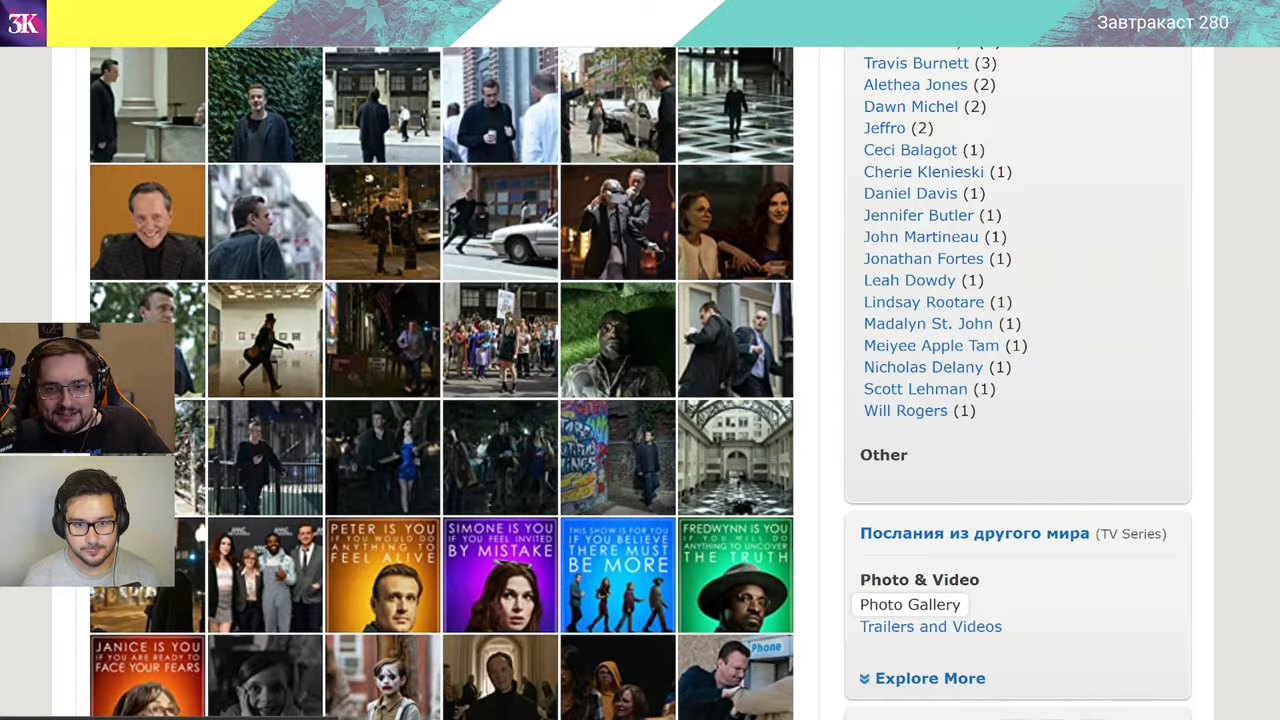 ЗК
Завтракаст 280
Travis Burnett (3)
Alethea Jones (2)
Dawn Michel (2)
Jeffro (2)
Ceci Balagot (1)
Cherie Klenieski (1)
Daniel Davis (1)
Jennifer Butler (1)
John Martineau (1)
Jonathan Fortes (1)
Leah Dowdy (1)
Lindsay Rootare (1)
Madalyn St. John (1)
Meiyee Apple Tam (1)
Nicholas Delany (1)
Scott Lehman (1)
Will Rogers (1)
Other
Послания из другого мира (TV Series)
Photo & Video
Photo Gallery
Trailers and Videos
Explore More
PETER IS YOU
IF YOU WOULD DO
ANYTHING TO
FEEL ALIVE
SIMONE IS YOU
IF YOU FEEL INVITED
BY MISTAKE
THIS SHOW IS FOR YOU
IF YOU BELIEVE
THERE MUST
BE MORE
FREDWYNN IS YOU
IF YOU WILL DO
ANYTHING TO UNCOVER
THE TRUTH
JANICE IS YOU
IF YOU ARE READY TO
FACE YOUR FEARS
Phone